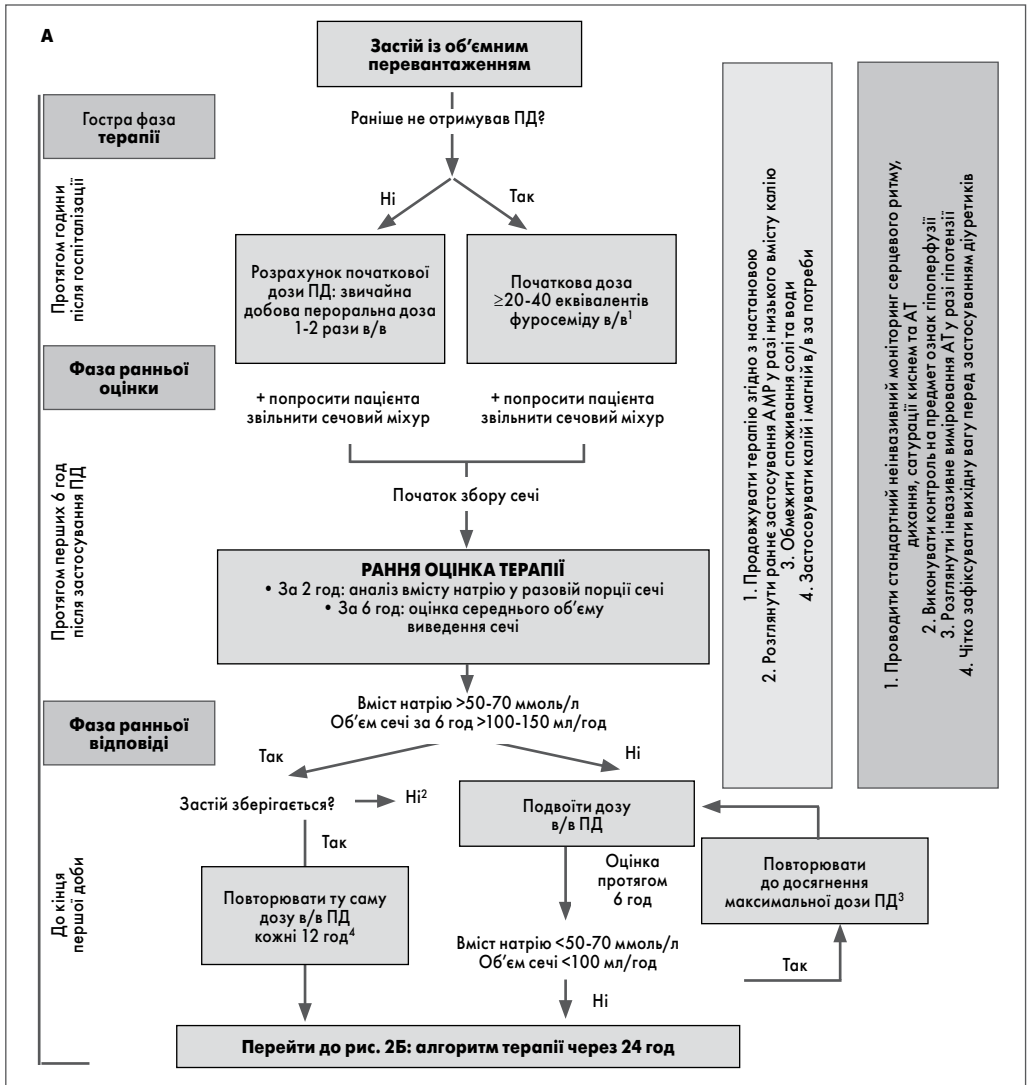 А
Застій із об’ємним
перевантаженням
Гостра фаза
терапії
Раніше не отримував ПД?
Протягом години
після госпіталізації
Ні
Так
Розрахунок початкової
дози ПД: звичайна
добова пероральна доза
1-2 рази в/в
Початкова доза
≥20-40 еквівалентів
фуросеміду в/в¹
Фаза ранньої
оцінки
+ попросити пацієнта
звільнити сечовий міхур
+ попросити пацієнта
звільнити сечовий міхур
Протягом перших 6 год
після застосування ПД
Початок збору сечі
РАННЯ ОЦІНКА ТЕРАПІЇ
• За 2 год: аналіз вмісту натрію у разовій порції сечі
• За 6 год: оцінка середнього об’єму
виведення сечі
Вміст натрію >50-70 ммоль/л
Об’єм сечі за 6 год >100-150 мл/год
Фаза ранньої
відповіді
Так
Ні
До кінця
першої доби
Застій зберігається?
Ні²
Так
Повторювати ту саму
дозу в/в ПД
кожні 12 год⁴
Подвоїти дозу
в/в ПД
Оцінка
протягом
6 год
Вміст натрію <50-70 ммоль/л
Об’єм сечі <100 мл/год
Повторювати
до досягнення
максимальної дози ПД³
Так
Ні
Перейти до рис. 2Б: алгоритм терапії через 24 год
1. Продовжувати терапію згідно з настановою
2. Розглянути раннє застосування АМР у разі низького вмісту калію
3. Обмежити споживання солі та води
4. Застосовувати калій і магній в/в за потреби
1. Проводити стандартний неінвазивний моніторинг серцевого ритму,
дихання, сатурації киснем та АТ
2. Виконувати контроль на предмет ознак гіпоперфузії
3. Розглянути інвазивне вимірювання АТ у разі гіпотензії
4. Чітко зафіксувати вихідну вагу перед застосуванням діуретиків